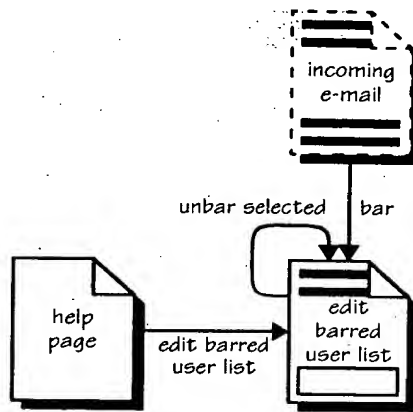 incoming
e-mail
unbar selected
bar
help
page
edit barred
user list
edit
barred
user list